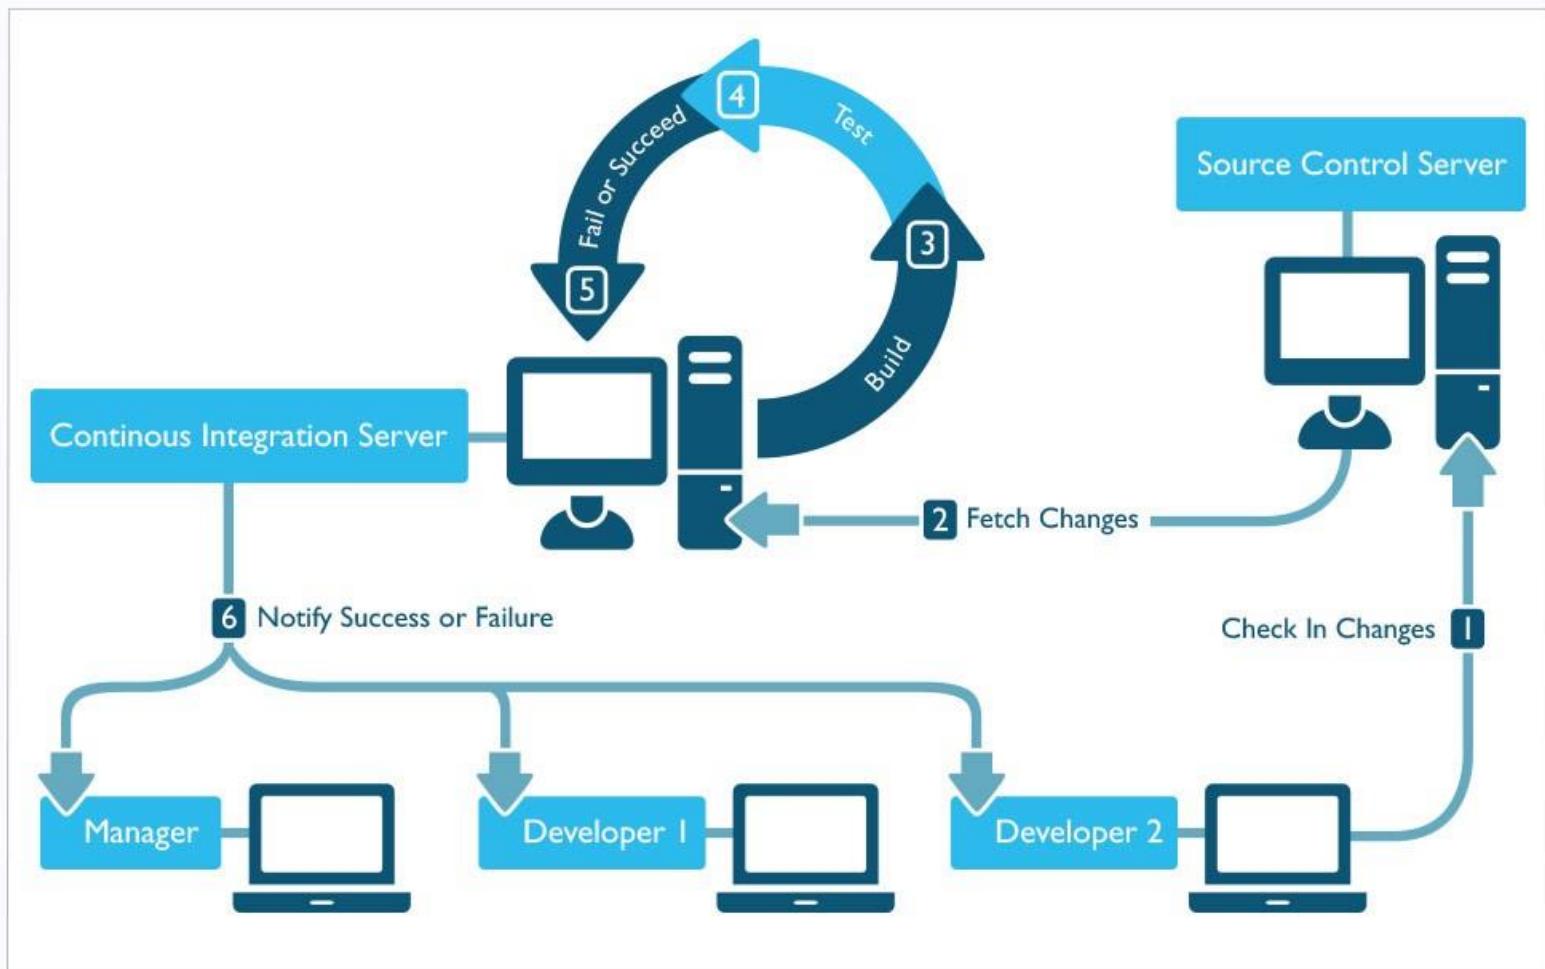 4
Test
Fail or Succeed
Source Control Server
3
5
Build
Continous Integration Server
2 Fetch Changes
6 Notify Success or Failure
Check In Changes 1
Manager
Developer 1
Developer 2